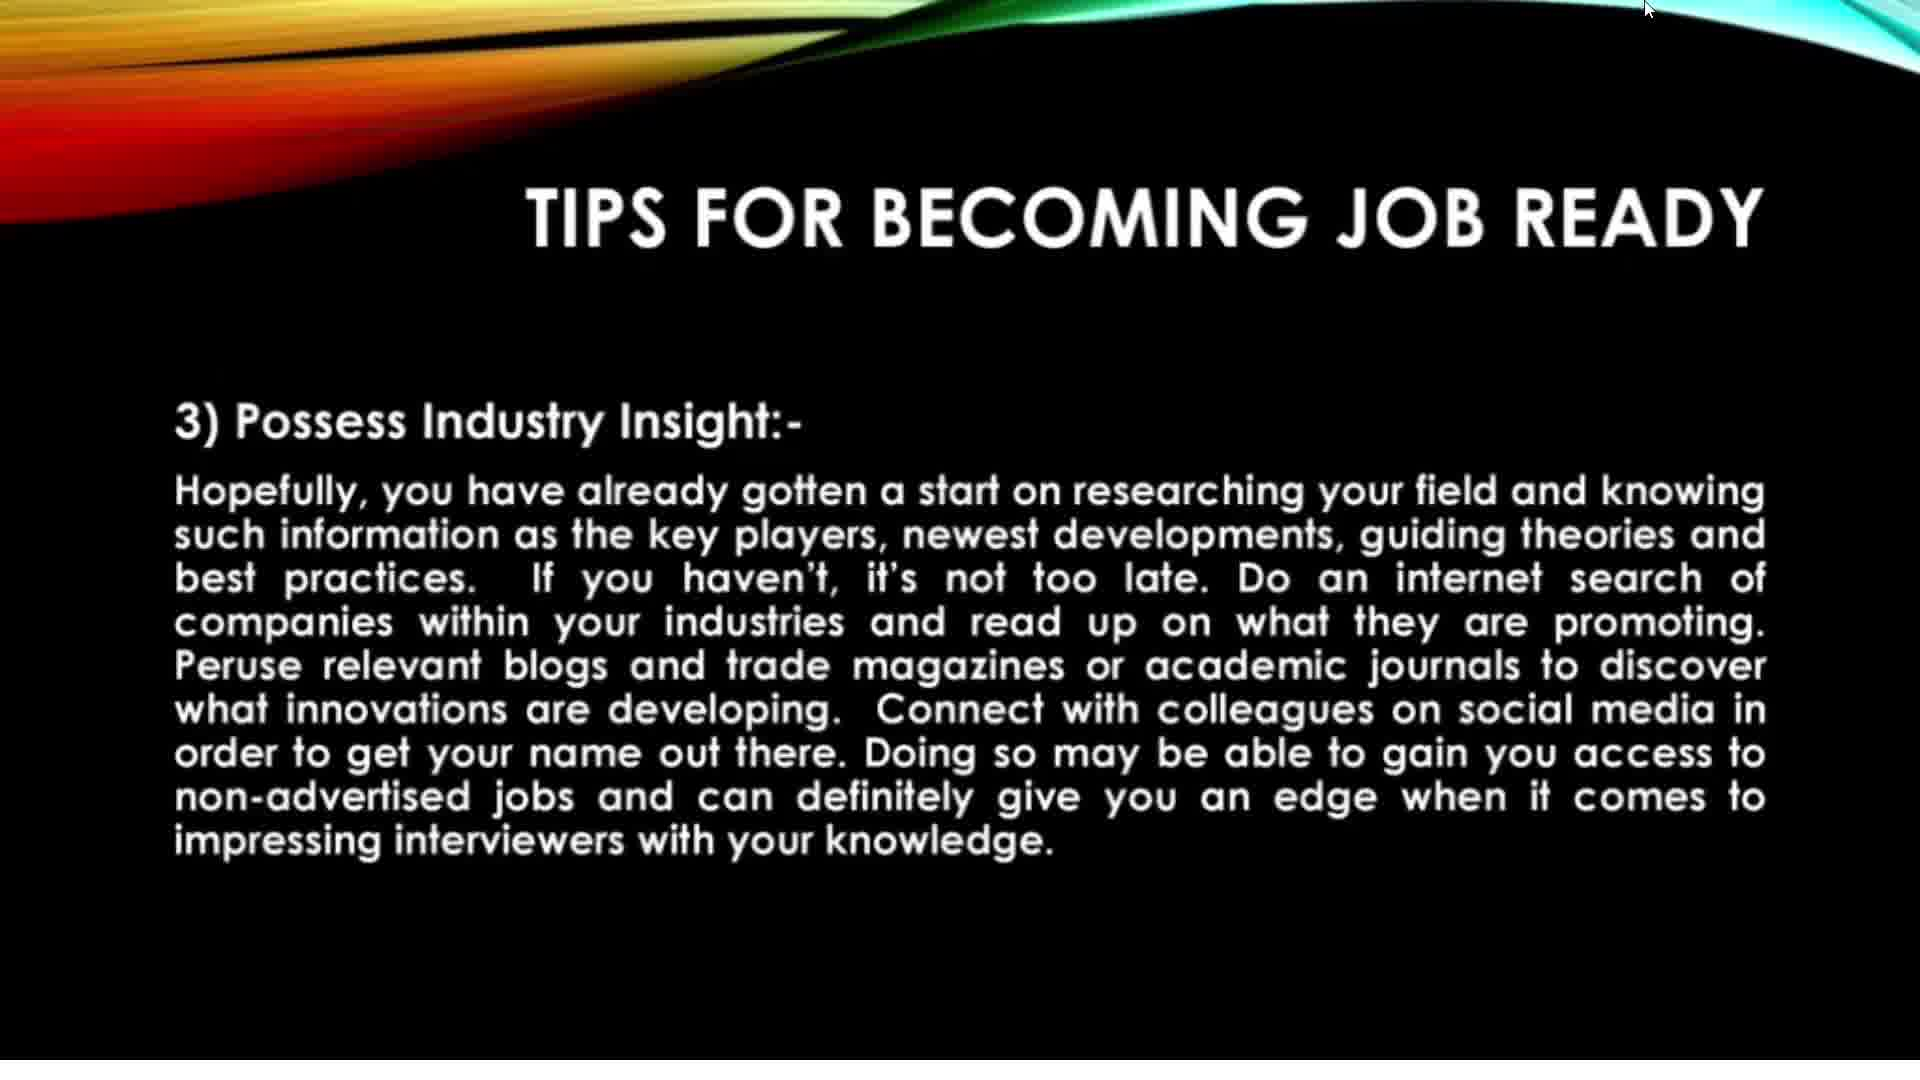 TIPS FOR BECOMING JOB READY
3) Possess Industry Insight:-
Hopefully, you have already gotten a start on researching your field and knowing
such information as the key players, newest developments, guiding theories and
best practices.  If you haven't, it's not too late. Do an internet search of
companies within your industries and read up on what they are promoting.
Peruse relevant blogs and trade magazines or academic journals to discover
what innovations are developing.  Connect with colleagues on social media in
order to get your name out there. Doing so may be able to gain you access to
non-advertised jobs and can definitely give you an edge when it comes to
impressing interviewers with your knowledge.